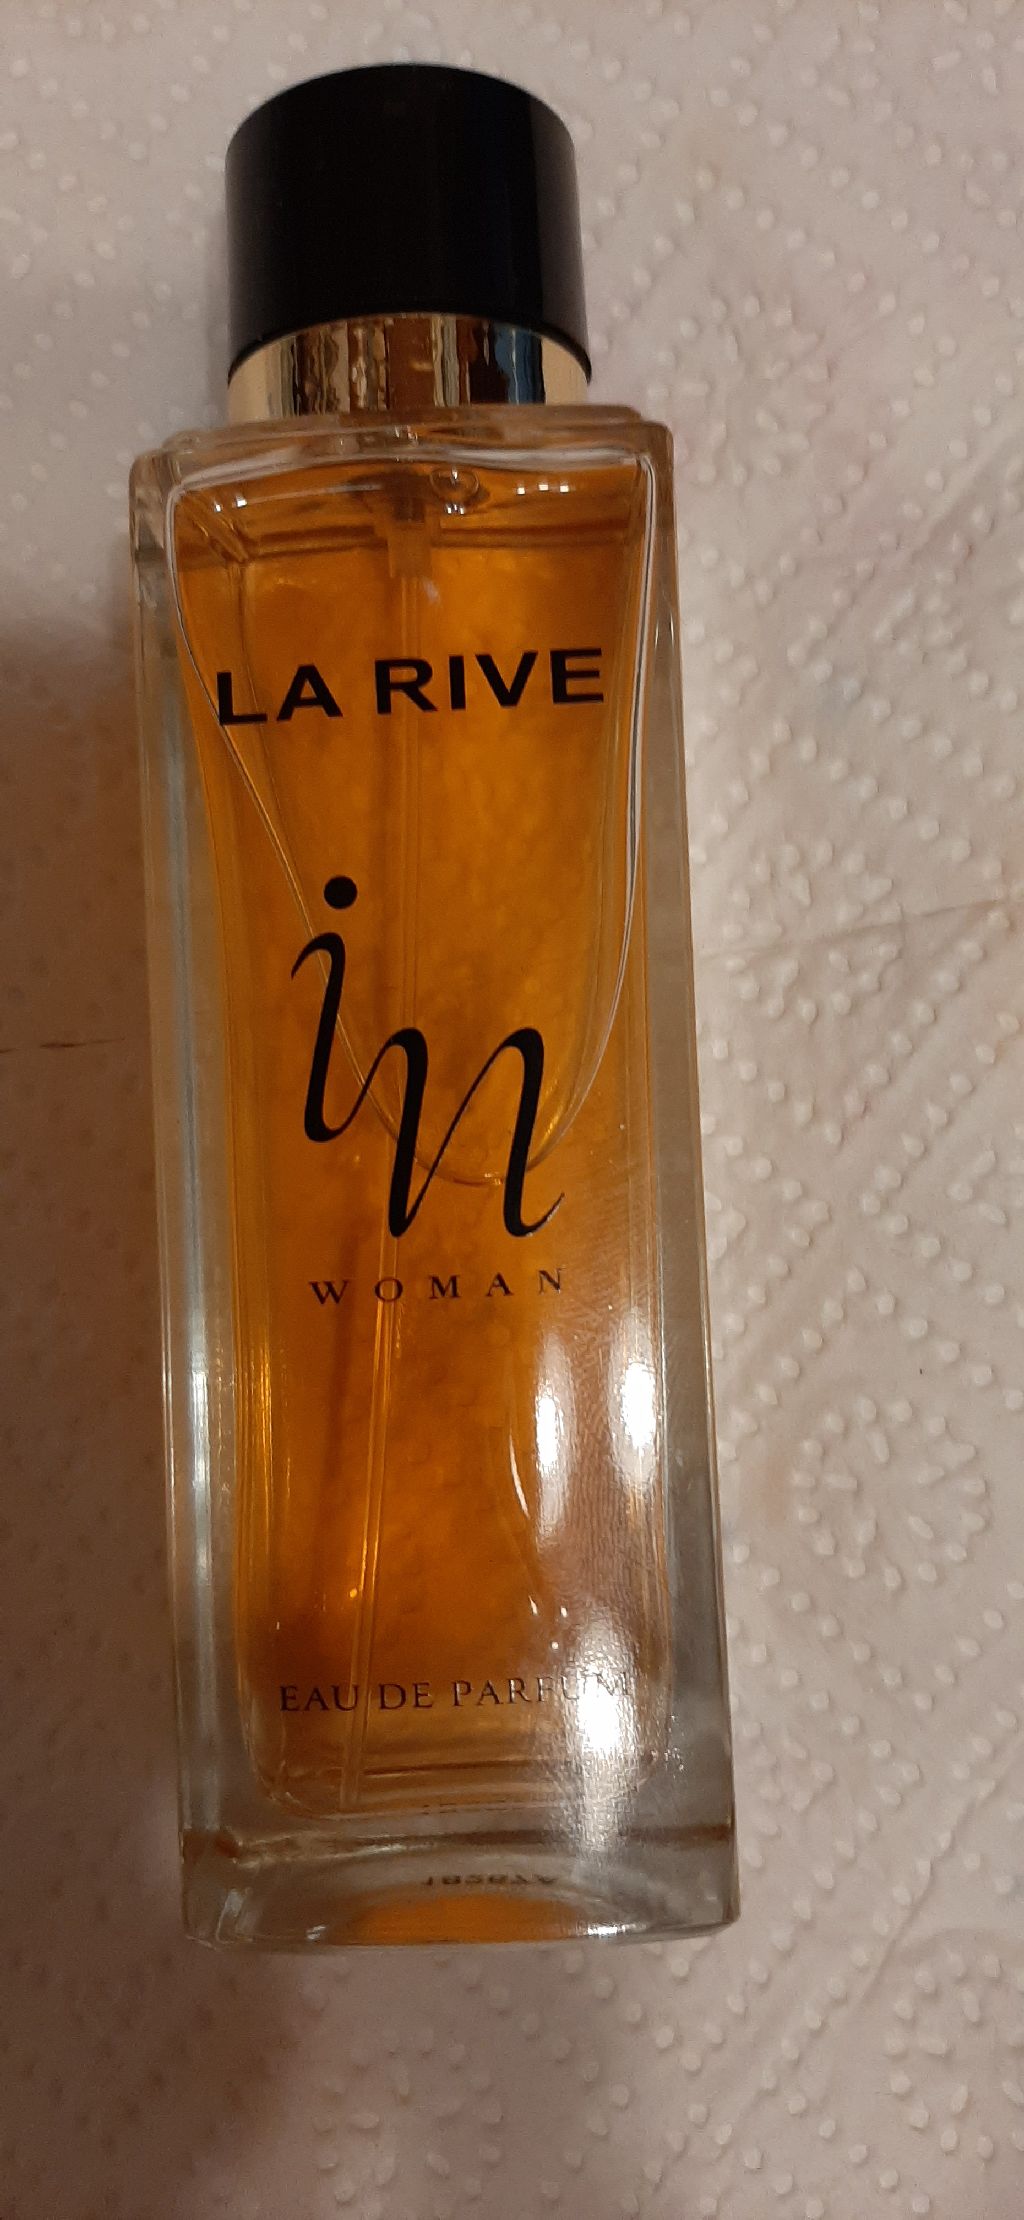 LA RIVE
in
WOMAN
EAU DE PARFUM